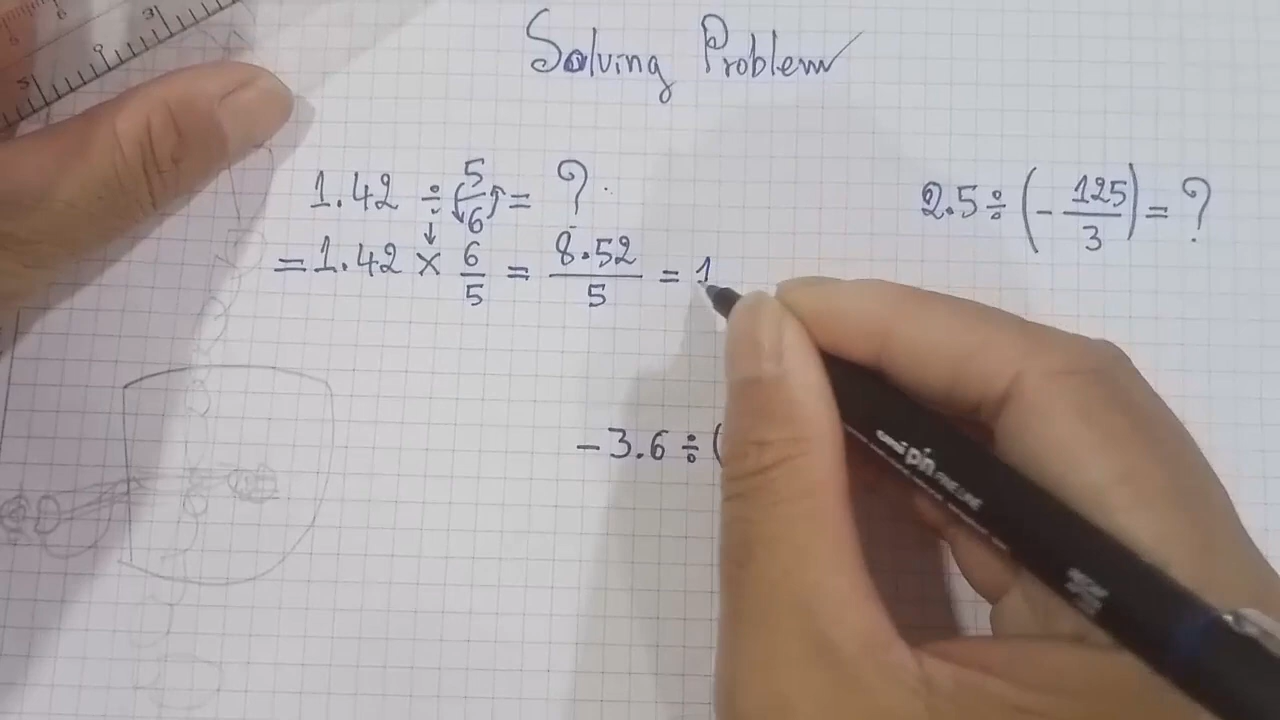 Solving Problem
1.42 ÷ 5/6 = ?
= 1.42 × 6/5 = 8.52/5 = 1
2.5 ÷ (- 125/3) = ?
-3.6 ÷ (
uni pin FINE LINE